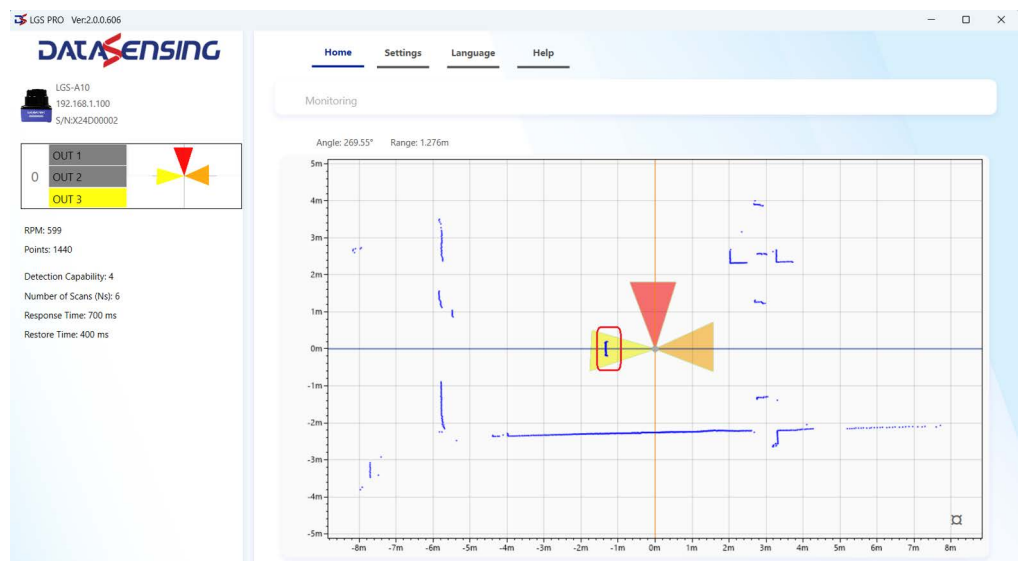 LGS PRO Ver:2.0.0.606
DATASENSING
Home Settings Language Help
LGS-A10
192.168.1.100
S/N:X24D00002
Monitoring
Angle: 269.55° Range: 1.276m
0
OUT 1
OUT 2
OUT 3
RPM: 599
Points: 1440
Detection Capability: 4
Number of Scans (Ns): 6
Response Time: 700 ms
Restore Time: 400 ms
5m
4m
3m
2m
1m
0m
-1m
-2m
-3m
-4m
-5m
-8m -7m -6m -5m -4m -3m -2m -1m 0m 1m 2m 3m 4m 5m 6m 7m 8m